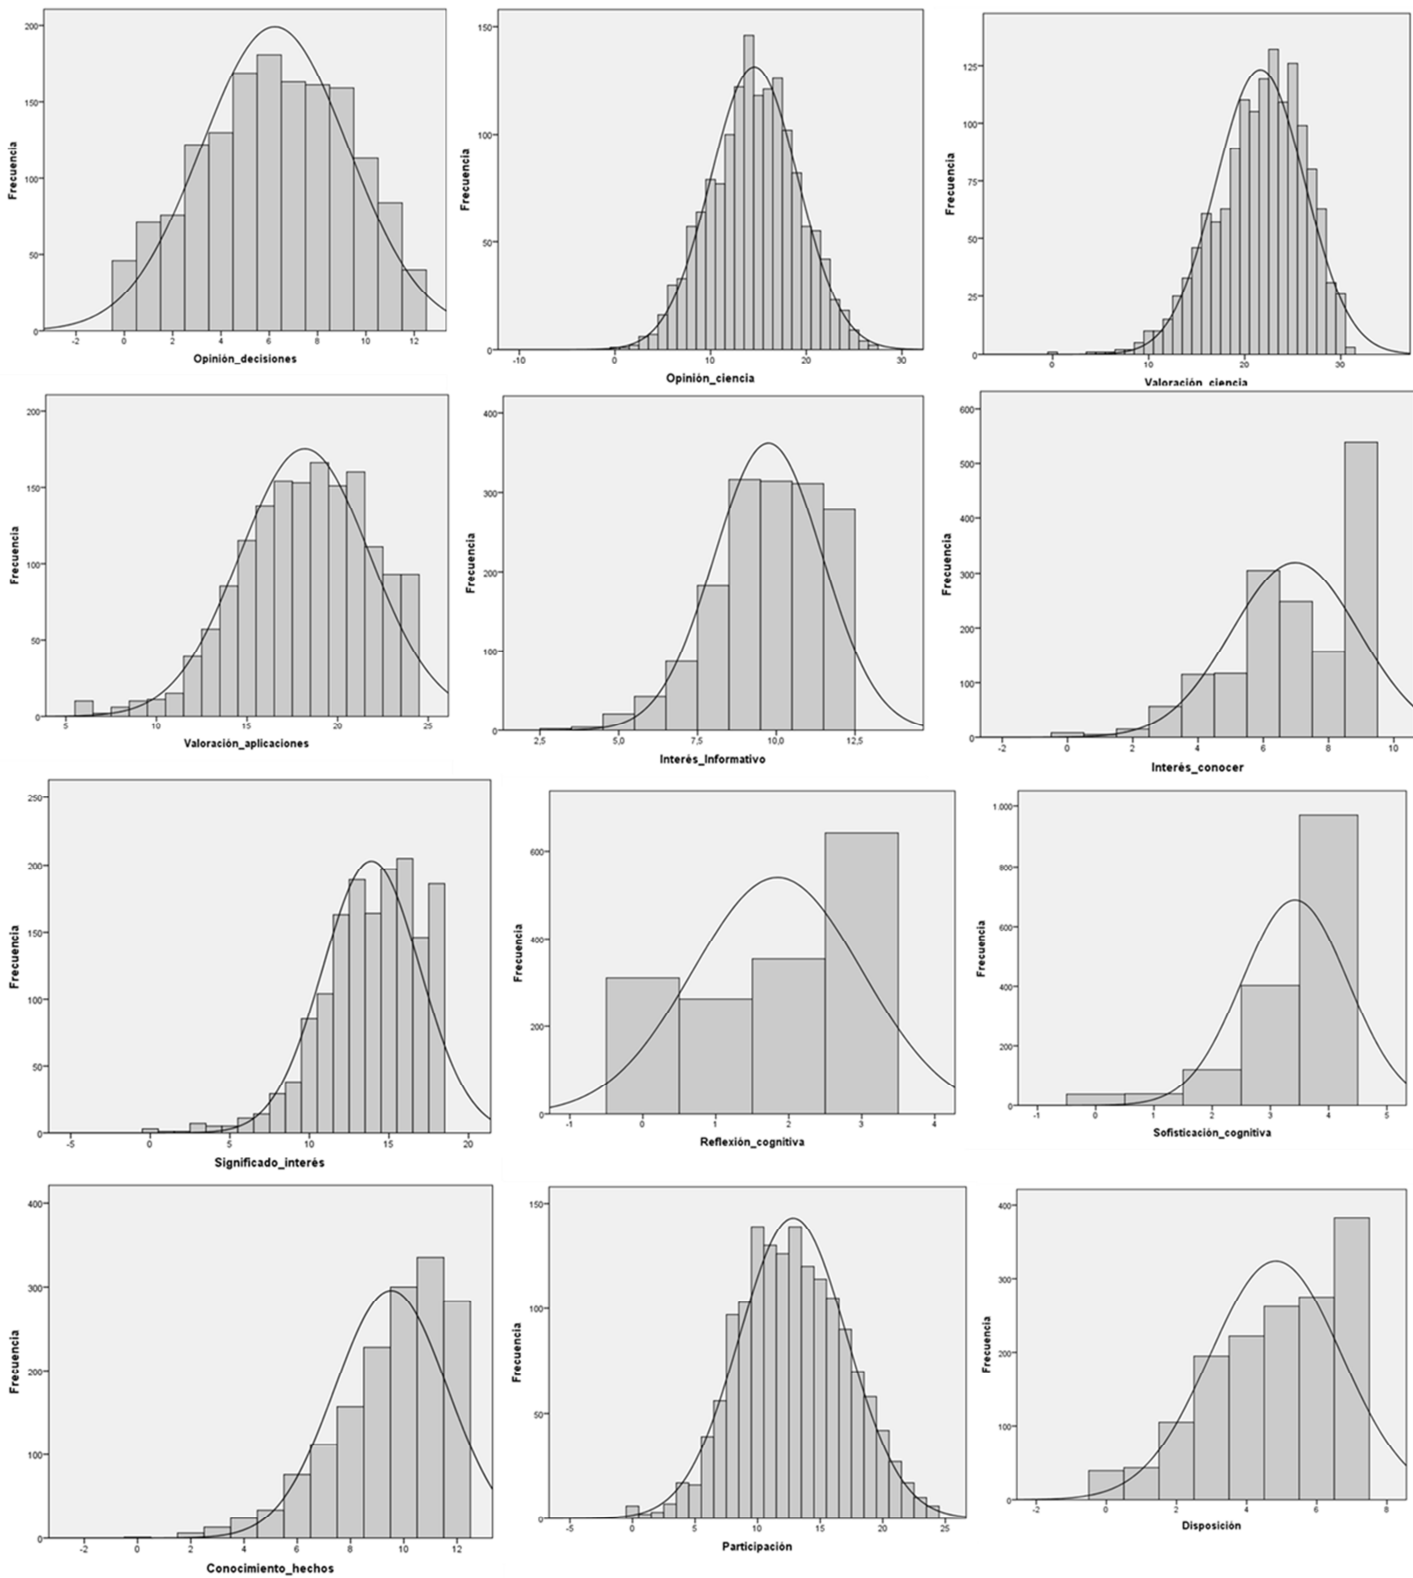 200
150
100
50
0
-2 0 2 4 6 8 10 12
Frecuencia
Opinión_decisiones
150
100
50
0
-10 0 10 20 30
Frecuencia
Opinión_ciencia
125
100
75
50
25
0
0 10 20 30
Frecuencia
Valoración_ciencia
200
150
100
50
0
5 10 15 20 25
Frecuencia
Valoración_aplicaciones
400
300
200
100
0
2,5 5,0 7,5 10,0 12,5
Frecuencia
Interés_Informativo
600
500
400
300
200
100
0
-2 0 2 4 6 8 10
Frecuencia
Interés_conocer
250
200
150
100
50
0
-5 0 5 10 15 20
Frecuencia
Significado_interés
600
400
200
0
-1 0 1 2 3 4
Frecuencia
Reflexión_cognitiva
1.000
800
600
400
200
0
-1 0 1 2 3 4 5
Frecuencia
Sofisticación_cognitiva
400
300
200
100
0
-2 0 2 4 6 8 10 12
Frecuencia
Conocimiento_hechos
150
100
50
0
-5 0 5 10 15 20 25
Frecuencia
Participación
400
300
200
100
0
-2 0 2 4 6 8
Frecuencia
Disposición